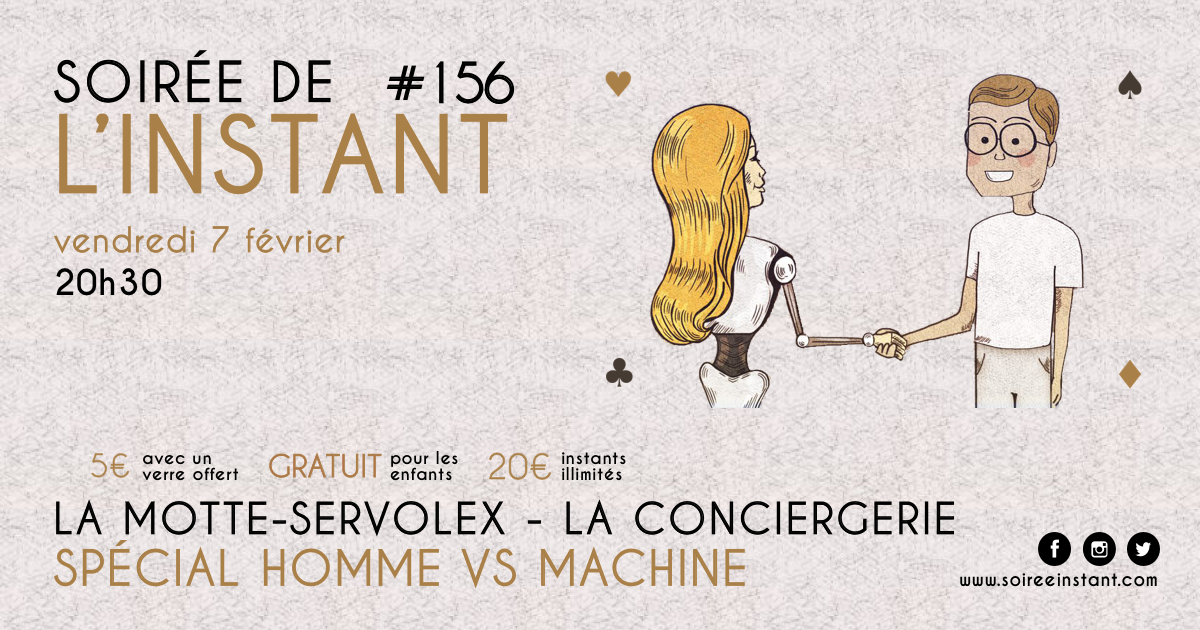 SOIRÉE DE #156
L'INSTANT
vendredi 7 février
20h30
5€ avec un verre offert
GRATUIT pour les enfants
20€ instants illimités
LA MOTTE-SERVOLEX - LA CONCIERGERIE
SPÉCIAL HOMME VS MACHINE
www.soireeinstant.com